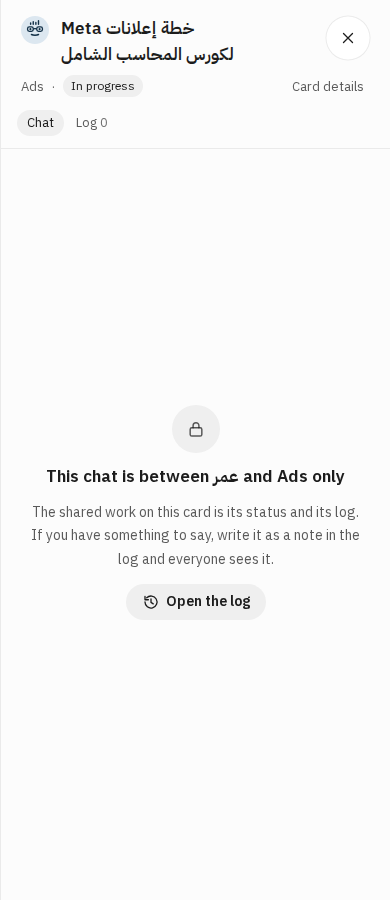 خطة إعلانات Meta
لكورس المحاسب الشامل
Ads · In progress
Card details
Chat
Log 0
This chat is between عمر and Ads only
The shared work on this card is its status and its log.
If you have something to say, write it as a note in the
log and everyone sees it.
Open the log